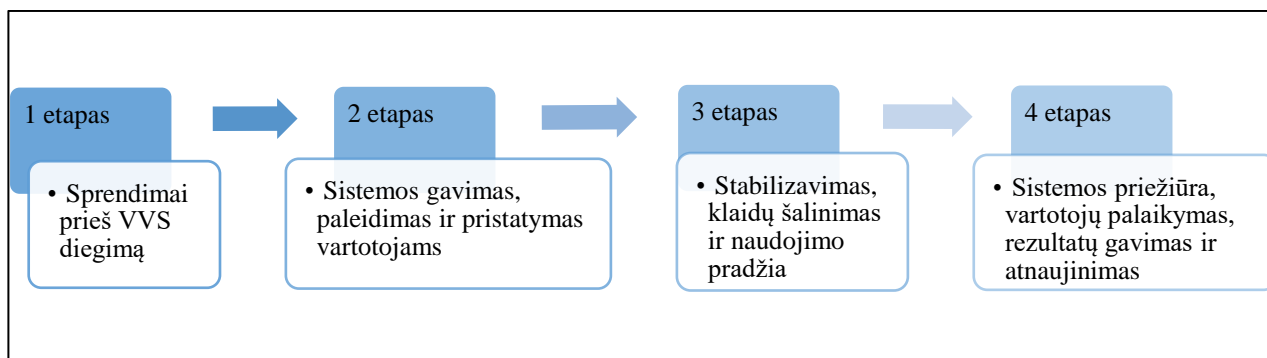 1 etapas
• Sprendimai
prieš VVS
diegimą
2 etapas
• Sistemos gavimas,
paleidimas ir pristatymas
vartotojams
3 etapas
• Stabilizavimas,
klaidų šalinimas
ir naudojimo
pradžia
4 etapas
• Sistemos priežiūra,
vartotojų palaikymas,
rezultatų gavimas ir
atnaujinimas